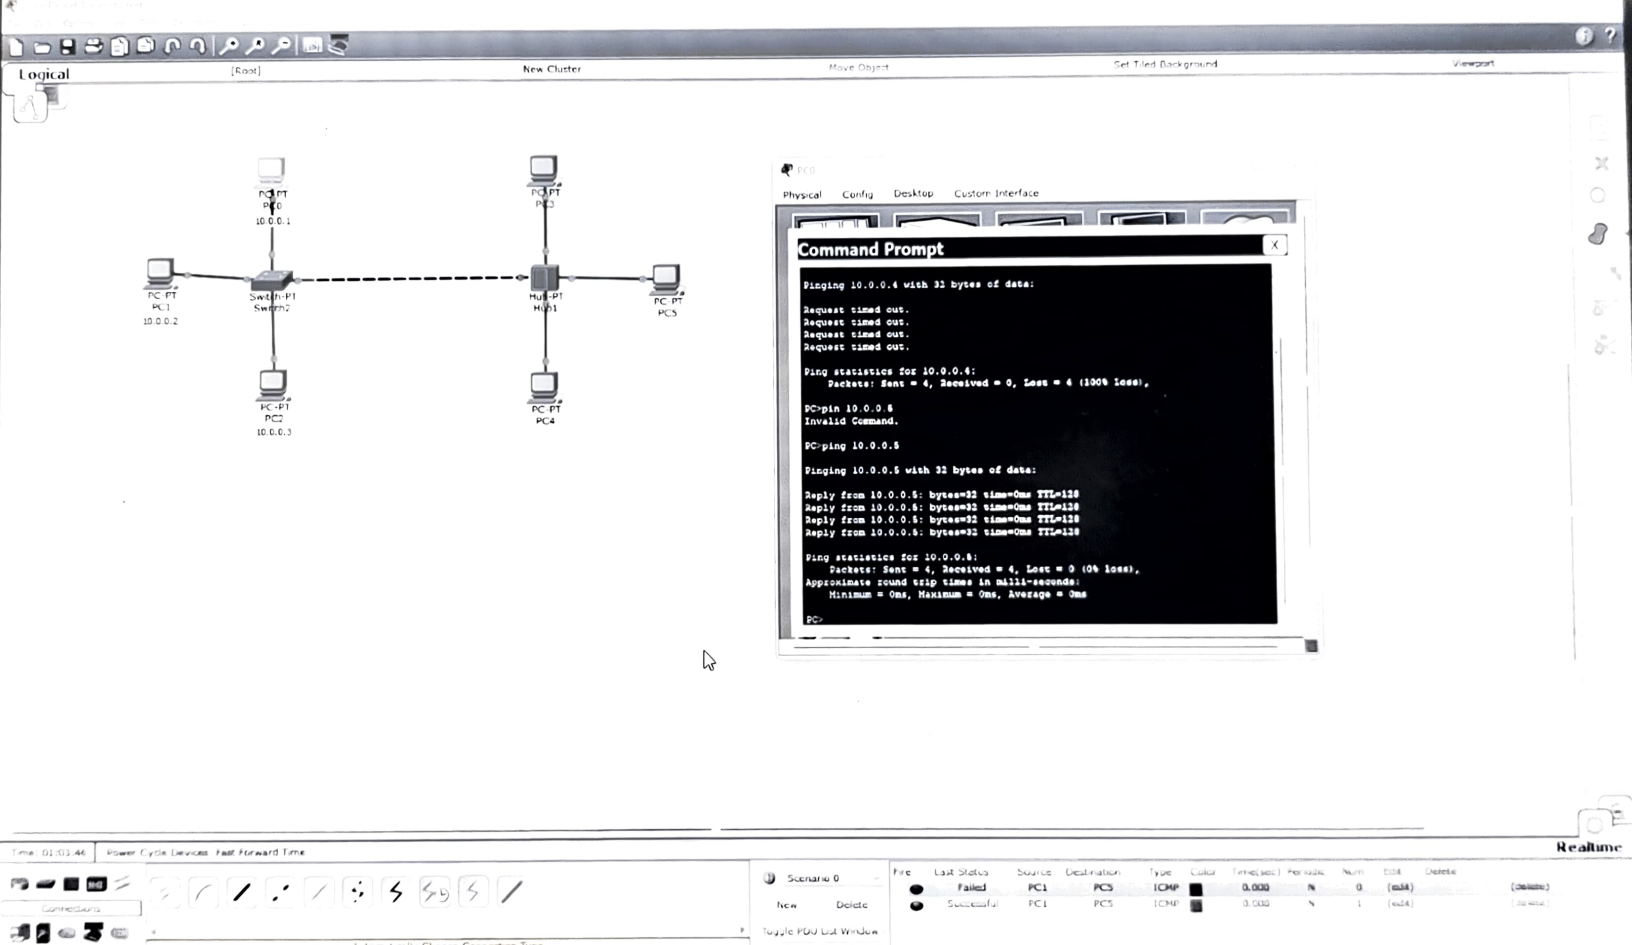 Logical
[Root]
New Cluster
Move Object
Set Tiled Background
Viewport
PC-PT
PC0
10.0.0.1
PC-PT
PC1
10.0.0.2
Switch-PT
Switch2
PC-PT
PC2
10.0.0.3
PC-PT
PC3
Hub-PT
Hub1
PC-PT
PC5
PC-PT
PC4
PC0
Physical Config Desktop Custom Interface
Command Prompt
X
Pinging 10.0.0.4 with 32 bytes of data:
Request timed out.
Request timed out.
Request timed out.
Request timed out.
Ping statistics for 10.0.0.4:
Packets: Sent = 4, Received = 0, Lost = 4 (100% loss),
PC>pin 10.0.0.5
Invalid Command.
PC>ping 10.0.0.5
Pinging 10.0.0.5 with 32 bytes of data:
Reply from 10.0.0.5: bytes=32 time=0ms TTL=128
Reply from 10.0.0.5: bytes=32 time=0ms TTL=128
Reply from 10.0.0.5: bytes=32 time=0ms TTL=128
Reply from 10.0.0.5: bytes=32 time=0ms TTL=128
Ping statistics for 10.0.0.5:
Packets: Sent = 4, Received = 4, Lost = 0 (0% loss),
Approximate round trip times in milli-seconds:
Minimum = 0ms, Maximum = 0ms, Average = 0ms
PC>
Time: 01:03:46 Power Cycle Devices Fast Forward Time
Realtime
Connections
Scenario 0
New Delete
Toggle PDU List Window
Fire Last Status Source Destination Type Color Time(sec) Periodic Num Edit Delete
Failed PC1 PC5 ICMP 0.000 N 0 (edit) (delete)
Successful PC1 PC5 ICMP 0.000 N 1 (edit) (delete)